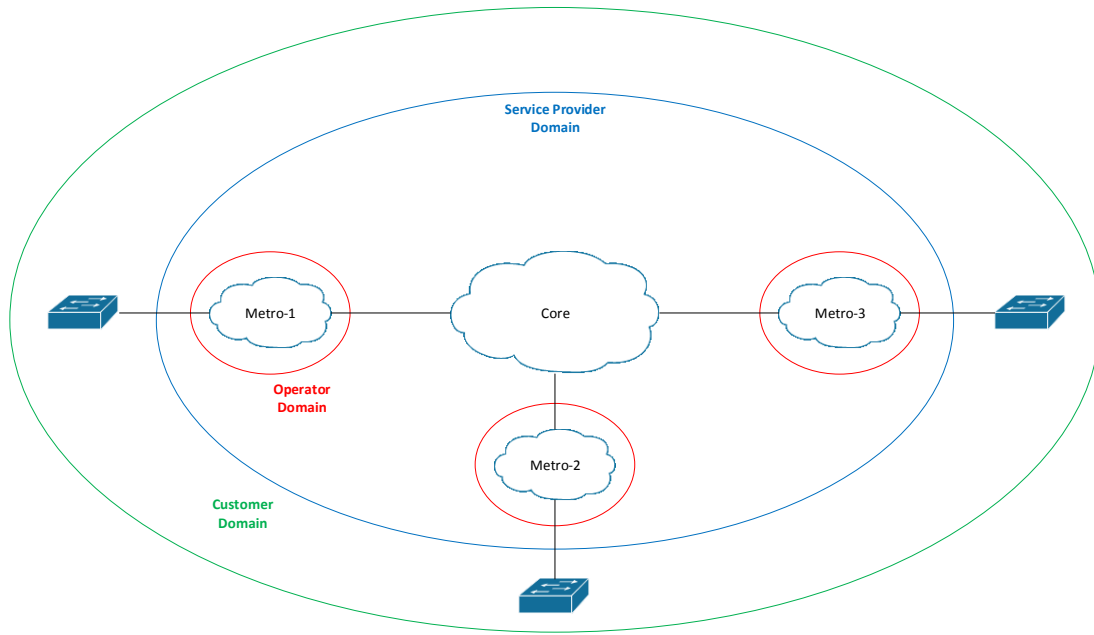 Service Provider
Domain
Metro-1
Core
Metro-3
Operator
Domain
Metro-2
Customer
Domain